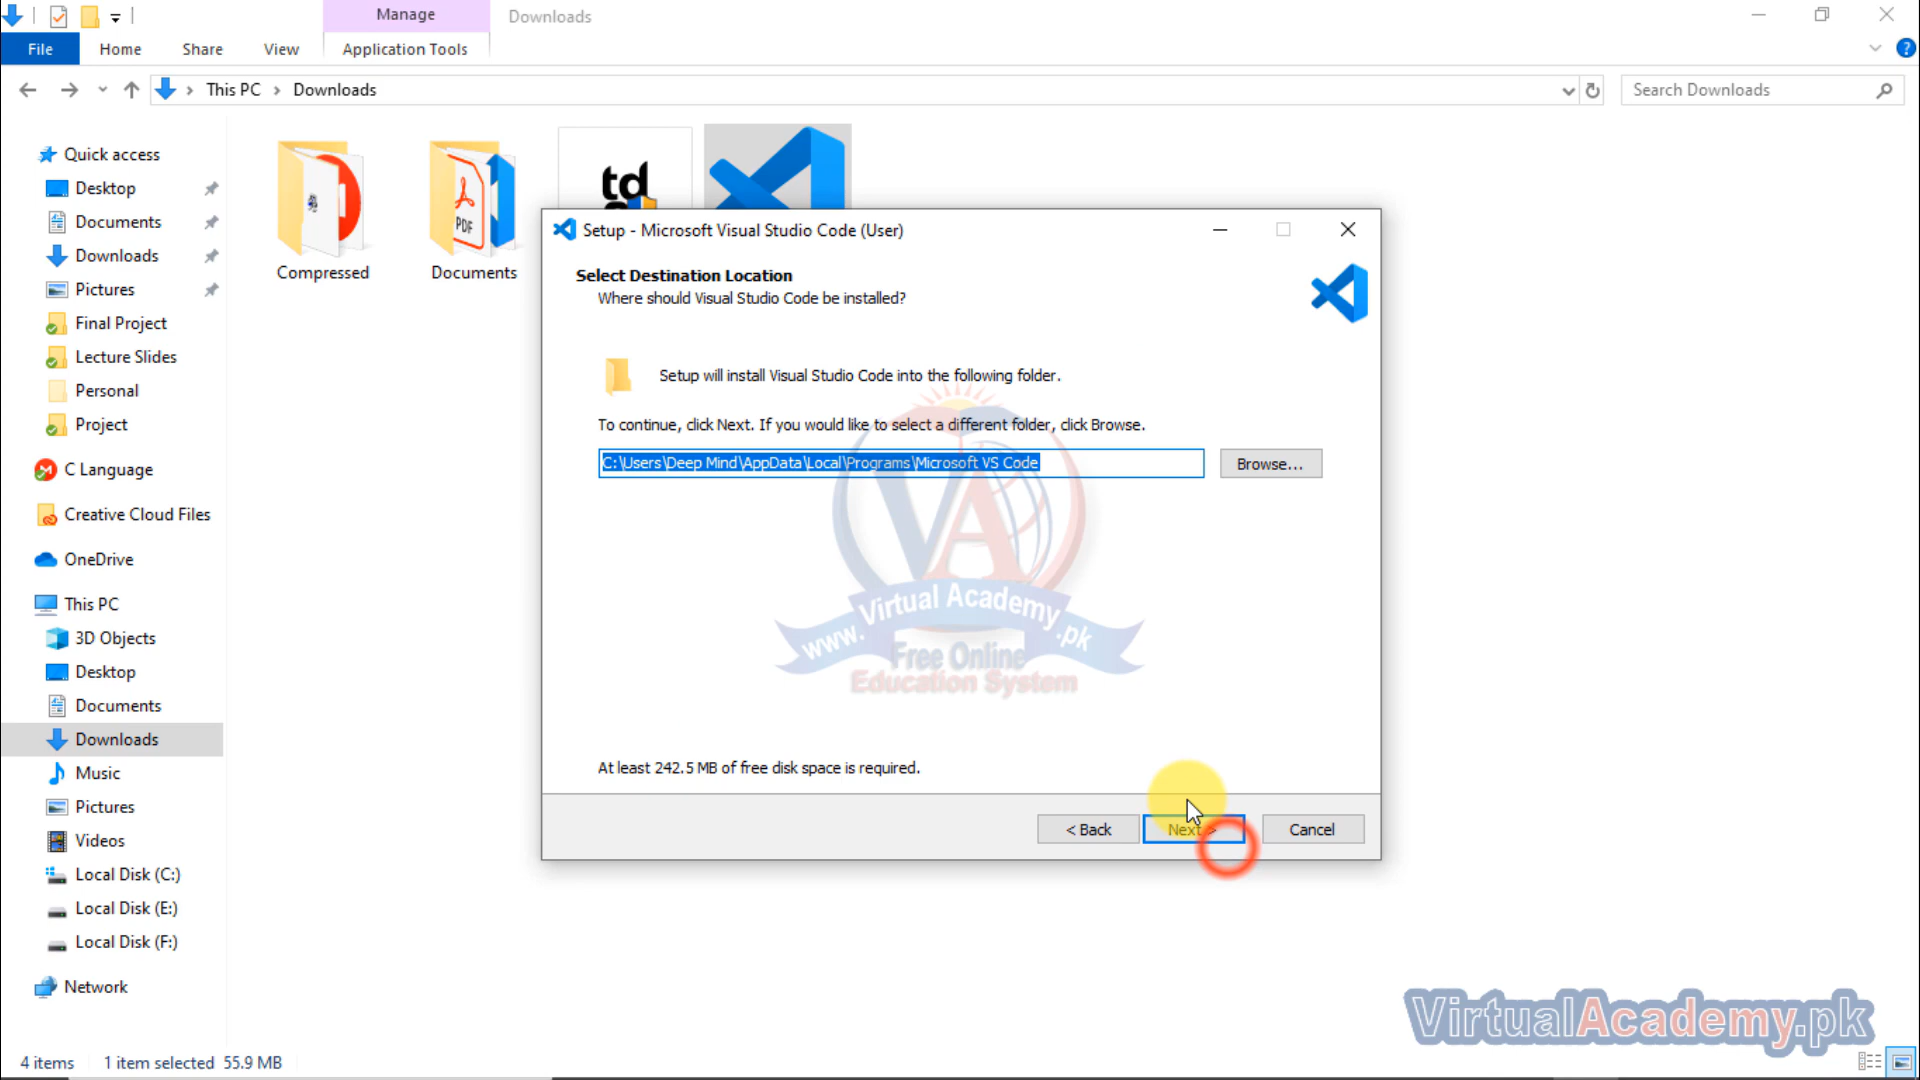 Manage
Downloads
File
Home
Share
View
Application Tools
This PC
Downloads
Search Downloads
Quick access
Desktop
Documents
Downloads
Pictures
Final Project
Lecture Slides
Personal
Project
C Language
Creative Cloud Files
OneDrive
This PC
3D Objects
Desktop
Documents
Downloads
Music
Pictures
Videos
Local Disk (C:)
Local Disk (E:)
Local Disk (F:)
Network
Compressed
PDF
Documents
td
Setup - Microsoft Visual Studio Code (User)
Select Destination Location
Where should Visual Studio Code be installed?
Setup will install Visual Studio Code into the following folder.
To continue, click Next. If you would like to select a different folder, click Browse.
C:\Users\Deep Mind\AppData\Local\Programs\Microsoft VS Code
Browse...
VA
www.Virtual Academy.pk
Free Online
Education System
At least 242.5 MB of free disk space is required.
< Back
Next >
Cancel
VirtualAcademy.pk
4 items
1 item selected 55.9 MB